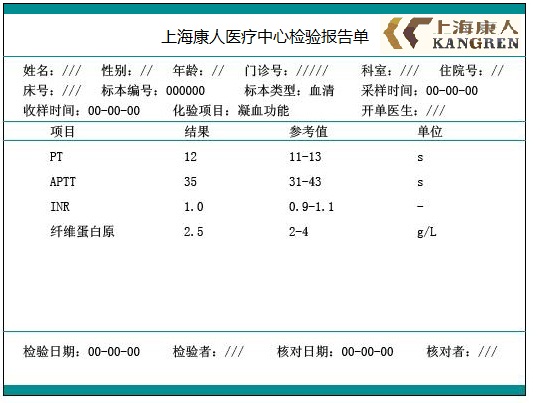 上海康人医疗中心检验报告单 上海康人
KANGREN
姓名：/// 性别：// 年龄：// 门诊号：///// 科室：/// 住院号：//
床号：/// 标本编号：000000 标本类型：血清 采样时间：00-00-00
收样时间：00-00-00 化验项目：凝血功能 开单医生：///
项目 结果 参考值 单位
PT 12 11-13 s
APTT 35 31-43 s
INR 1.0 0.9-1.1 -
纤维蛋白原 2.5 2-4 g/L
检验日期：00-00-00 检验者：/// 核对日期：00-00-00 核对者：///